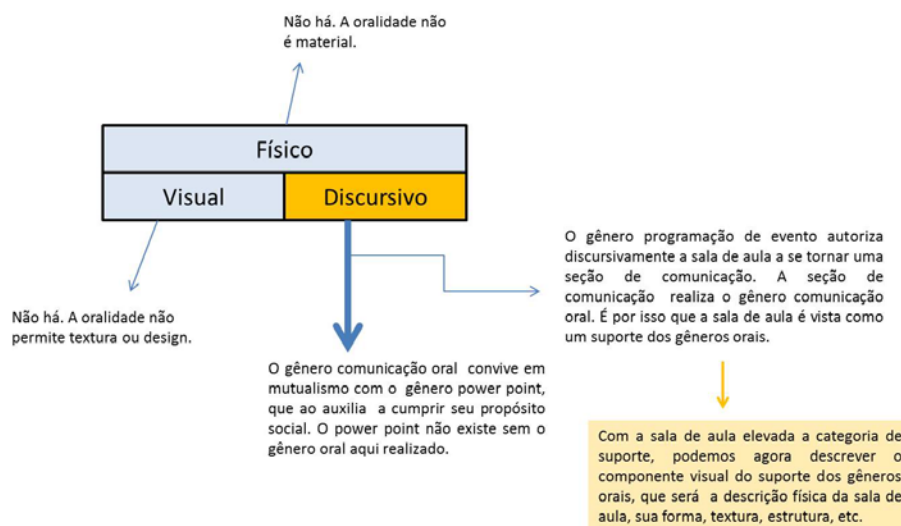 Não há. A oralidade não
é material.
Físico
Visual
Discursivo
Não há. A oralidade não
permite textura ou design.
O gênero comunicação oral convive em
mutualismo com o gênero power point,
que ao auxilia a cumprir seu propósito
social. O power point não existe sem o
gênero oral aqui realizado.
O gênero programação de evento autoriza
discursivamente a sala de aula a se tornar uma
seção de comunicação. A seção de
comunicação realiza o gênero comunicação
oral. É por isso que a sala de aula é vista como
um suporte dos gêneros orais.
Com a sala de aula elevada a categoria de
suporte, podemos agora descrever o
componente visual do suporte dos gêneros
orais, que será a descrição física da sala de
aula, sua forma, textura, estrutura, etc.